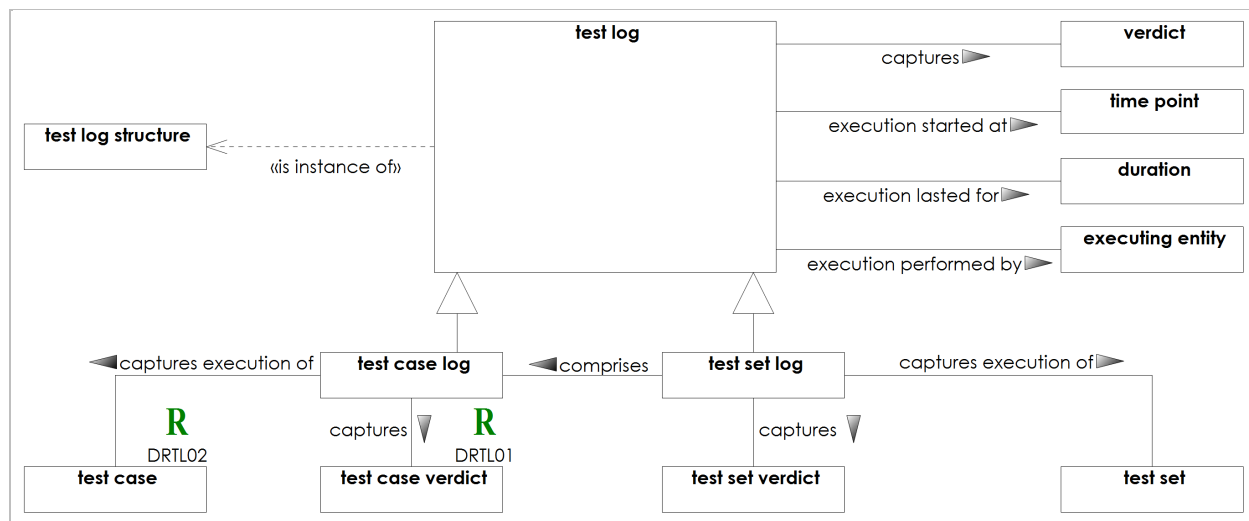 test log
verdict
captures
time point
execution started at
test log structure
«is instance of»
duration
execution lasted for
executing entity
execution performed by
captures execution of
test case log
comprises
test set log
captures execution of
R
DRTL02
captures
R
DRTL01
captures
test case
test case verdict
test set verdict
test set